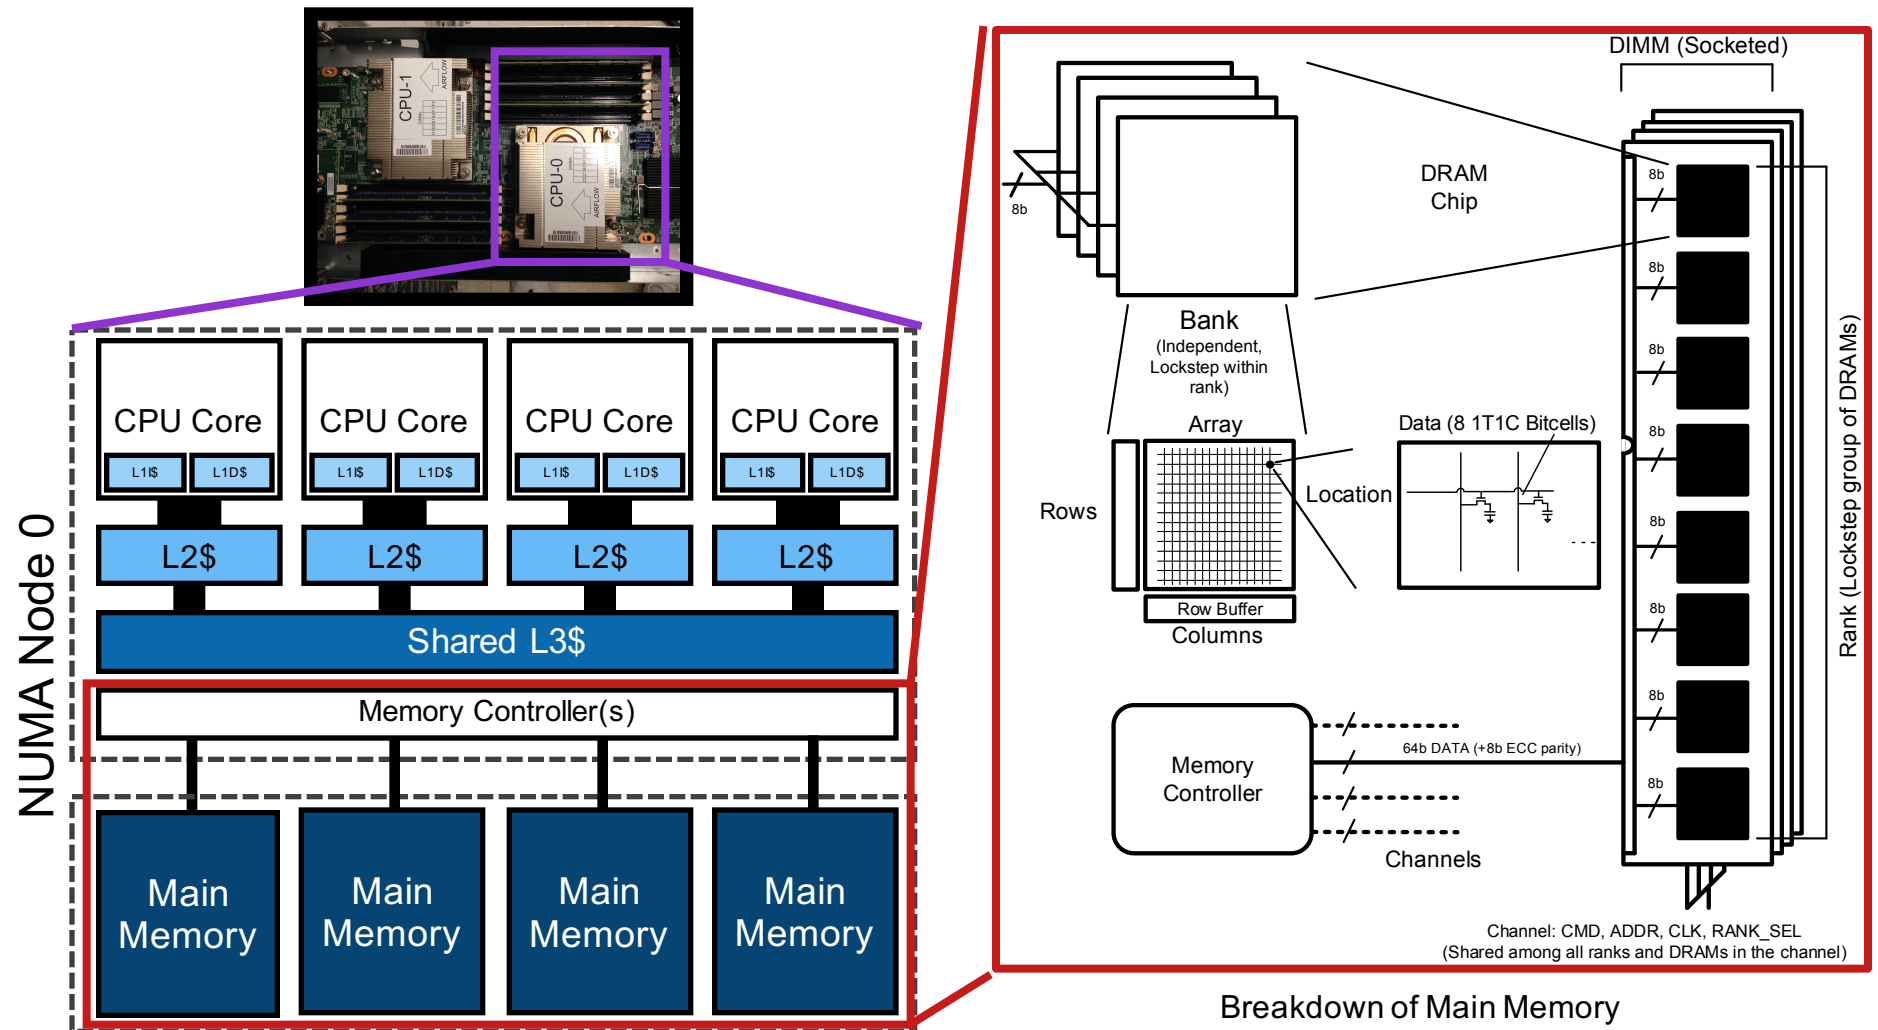 CPU-1
AIRFLOW
CPU-0
AIRFLOW
NUMA Node 0
CPU Core
CPU Core
CPU Core
CPU Core
L1I$
L1D$
L1I$
L1D$
L1I$
L1D$
L1I$
L1D$
L2$
L2$
L2$
L2$
Shared L3$
Memory Controller(s)
Main
Memory
Main
Memory
Main
Memory
Main
Memory
DIMM (Socketed)
8b
DRAM
Chip
Bank
(Independent,
Lockstep within
rank)
Array
Rows
Row Buffer
Columns
Location
Data (8 1T1C Bitcells)
8b
8b
8b
8b
8b
8b
8b
8b
Rank (Lockstep group of DRAMs)
Memory
Controller
64b DATA (+8b ECC parity)
Channels
Channel: CMD, ADDR, CLK, RANK_SEL
(Shared among all ranks and DRAMs in the channel)
Breakdown of Main Memory